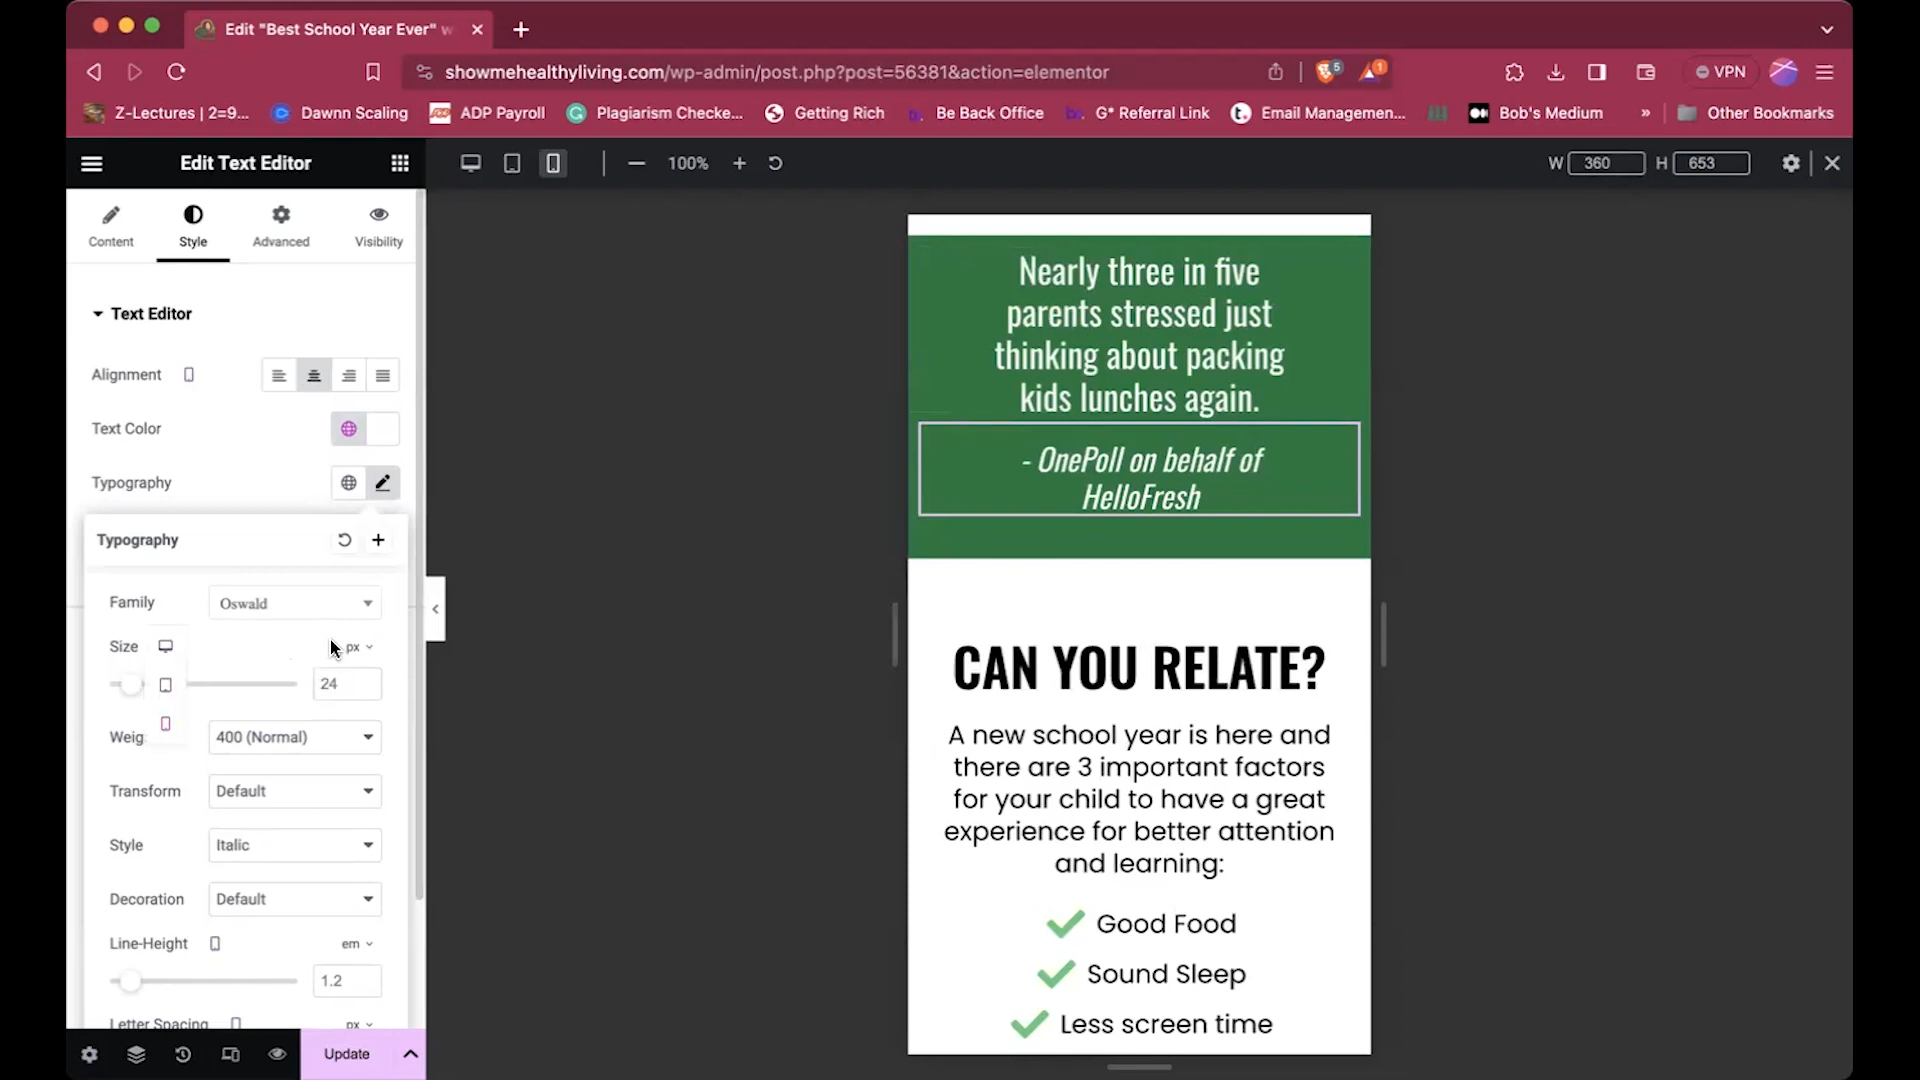 Edit "Best School Year Ever" w
showmehealthyliving.com/wp-admin/post.php?post=56381&action=elementor
5
1
VPN
Z-Lectures | 2=9...
Dawnn Scaling
ADP Payroll
Plagiarism Checke...
Getting Rich
Be Back Office
G* Referral Link
Email Managemen...
Bob's Medium
»
Other Bookmarks
Edit Text Editor
100%
W 360
H 653
Content
Style
Advanced
Visibility
Text Editor
Alignment
Text Color
Typography
Typography
Family
Oswald
Size
px
24
Weig
400 (Normal)
Transform
Default
Style
Italic
Decoration
Default
Line-Height
em
1.2
Letter Spacing
px
Update
Nearly three in five
parents stressed just
thinking about packing
kids lunches again.
- OnePoll on behalf of
HelloFresh
CAN YOU RELATE?
A new school year is here and
there are 3 important factors
for your child to have a great
experience for better attention
and learning:
Good Food
Sound Sleep
Less screen time